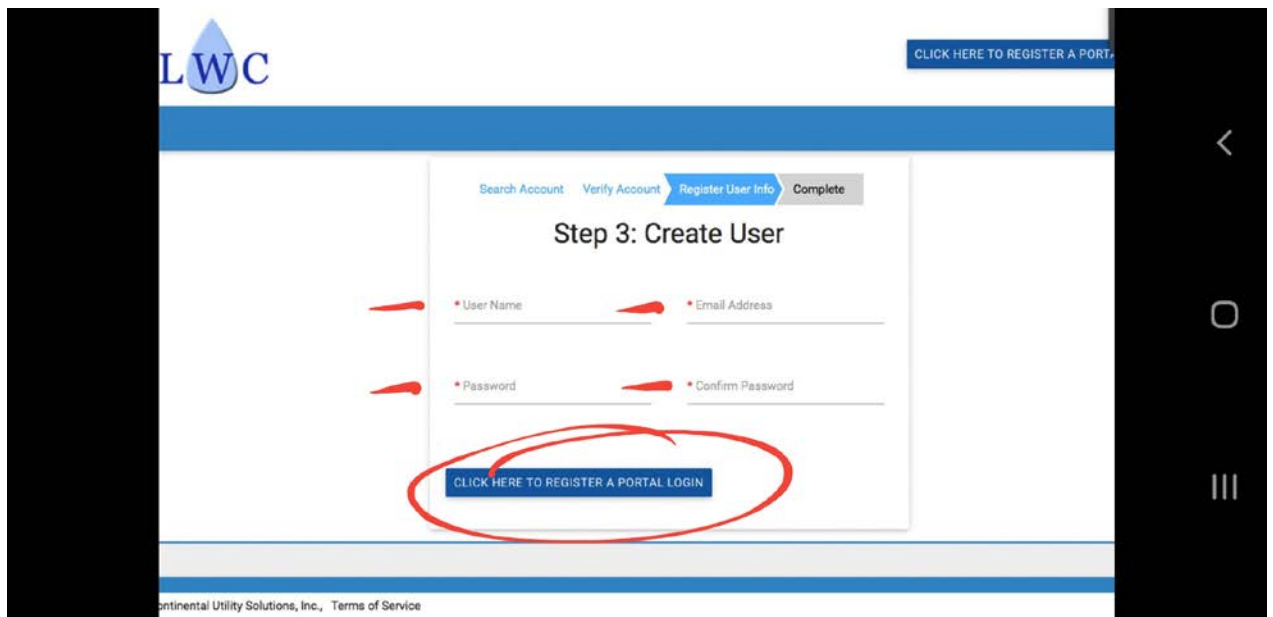 LWC
CLICK HERE TO REGISTER A PORTA
Search Account Verify Account Register User Info Complete
Step 3: Create User
* User Name * Email Address
* Password * Confirm Password
CLICK HERE TO REGISTER A PORTAL LOGIN
ontinental Utility Solutions, Inc., Terms of Service